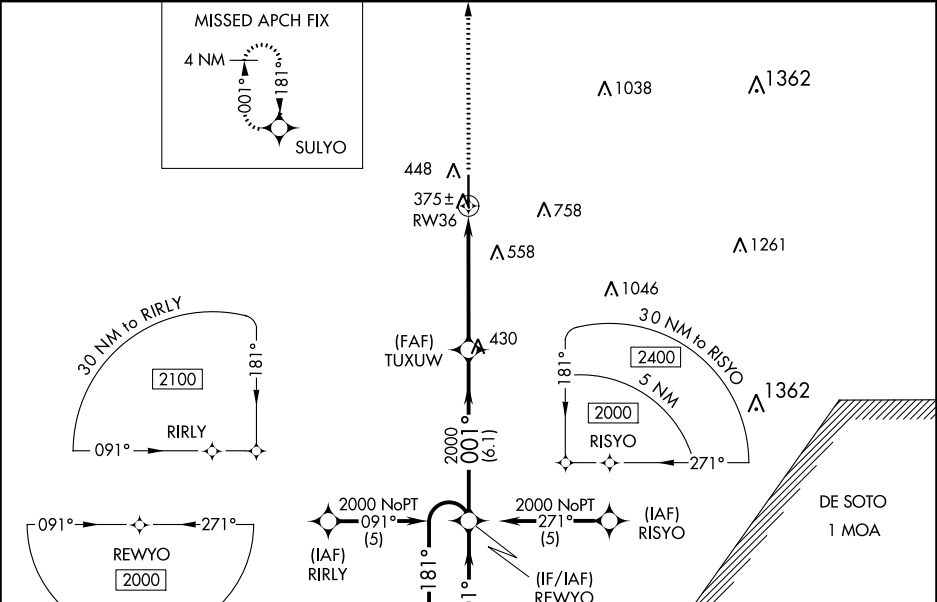 MISSED APCH FIX
4 NM
001°
181°
SULYO
1038
1362
448
375±
RW36
758
558
1261
1046
(FAF)
TUXUW
430
30 NM to RIRLY
2100
181°
RIRLY
091°
30 NM to RISYO
2400
181°
5 NM
2000
RISYO
271°
1362
2000
001°
(6.1)
091°
271°
REWYO
2000
2000 NoPT
091°
(5)
(IAF)
RIRLY
2000 NoPT
271°
(5)
(IAF)
RISYO
181°
(IF/IAF)
REWYO
DE SOTO
1 MOA